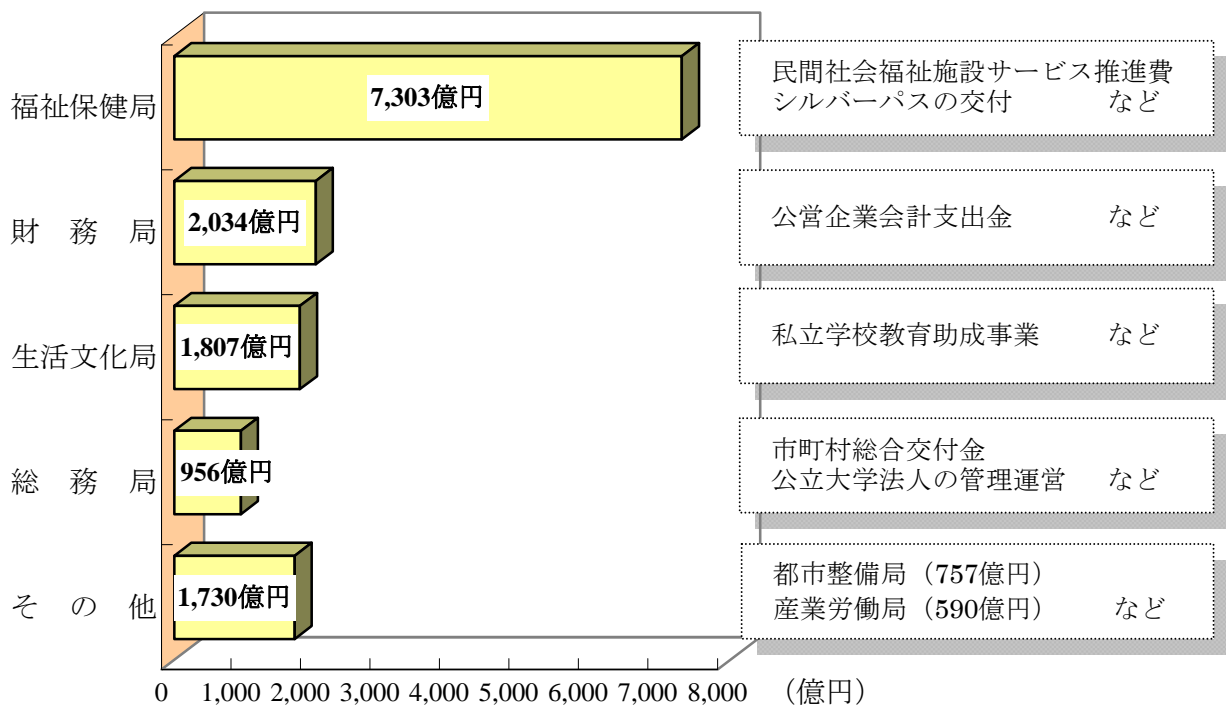 福祉保健局
7,303億円
民間社会福祉施設サービス推進費
シルバーパスの交付 など
財務局
2,034億円
公営企業会計支出金 など
生活文化局
1,807億円
私立学校教育助成事業 など
総務局
956億円
市町村総合交付金
公立大学法人の管理運営 など
その他
1,730億円
都市整備局（757億円）
産業労働局（590億円） など
0 1,000 2,000 3,000 4,000 5,000 6,000 7,000 8,000 （億円）